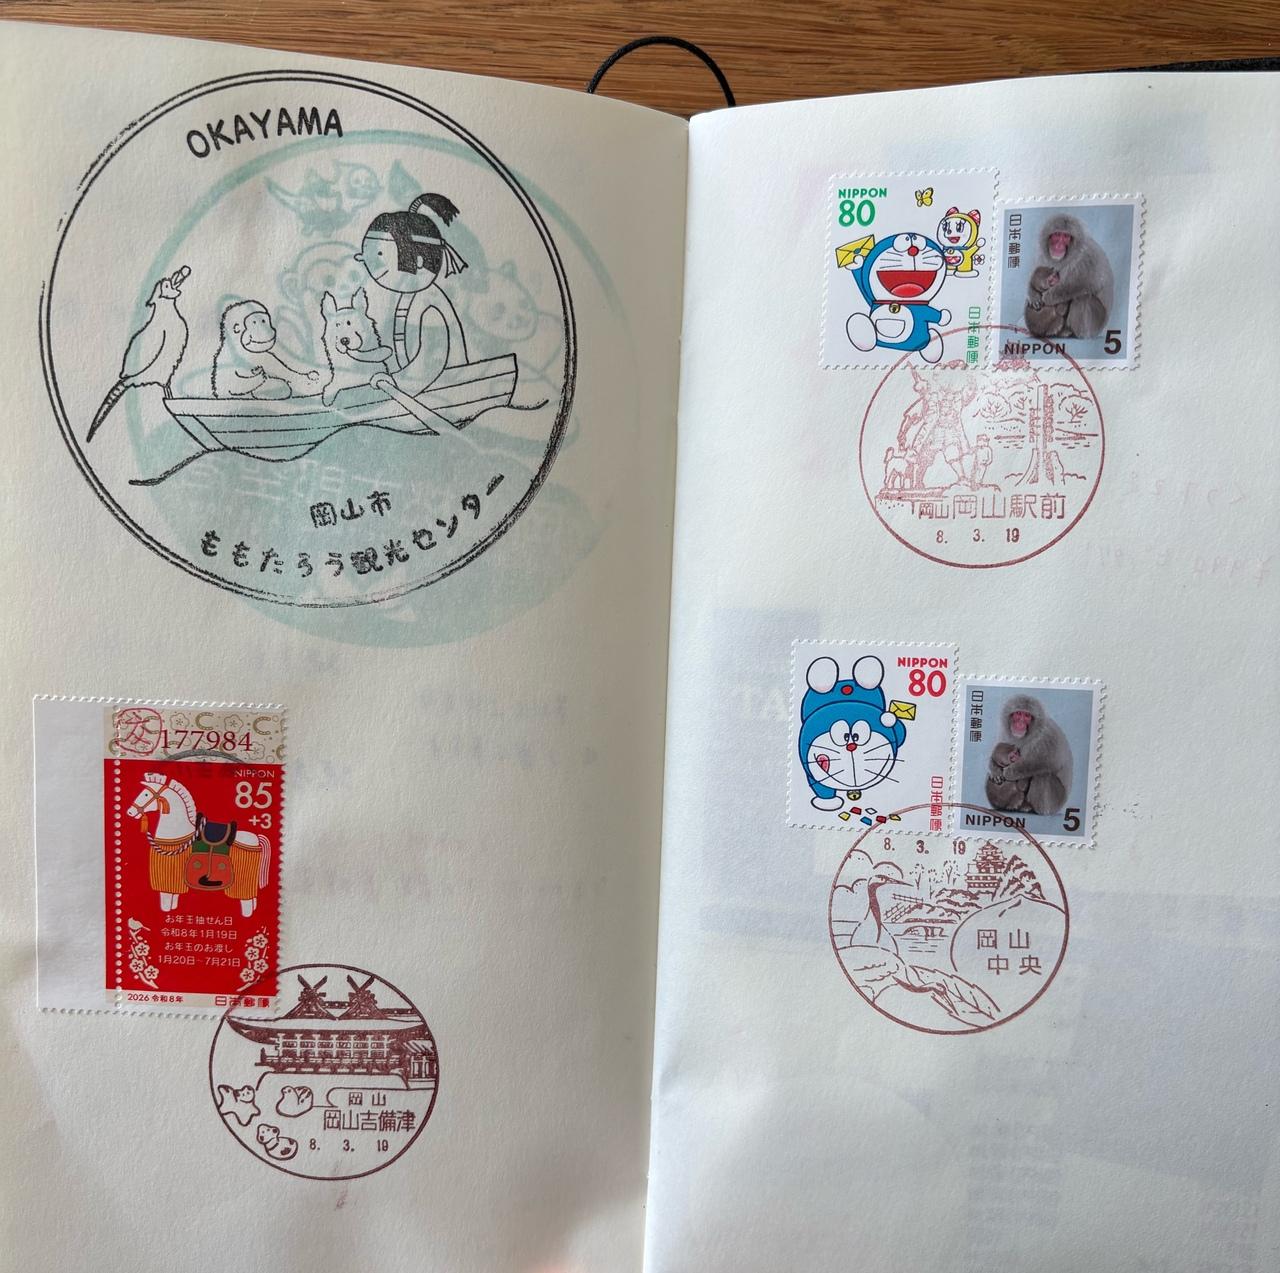 OKAYAMA
岡山市
ももたろう観光センター
177984
NIPPON
85
+3
お年玉抽せん日
令和8年1月19日
お年玉のお渡し
1月20日~7月21日
2026 令和8年
日本郵便
岡山
岡山吉備津
8. 3. 19
NIPPON
80
日本郵便
日本郵便
NIPPON 5
岡山
岡山駅前
8. 3. 19
NIPPON
80
日本郵便
日本郵便
NIPPON 5
8. 3. 19
岡山
中央